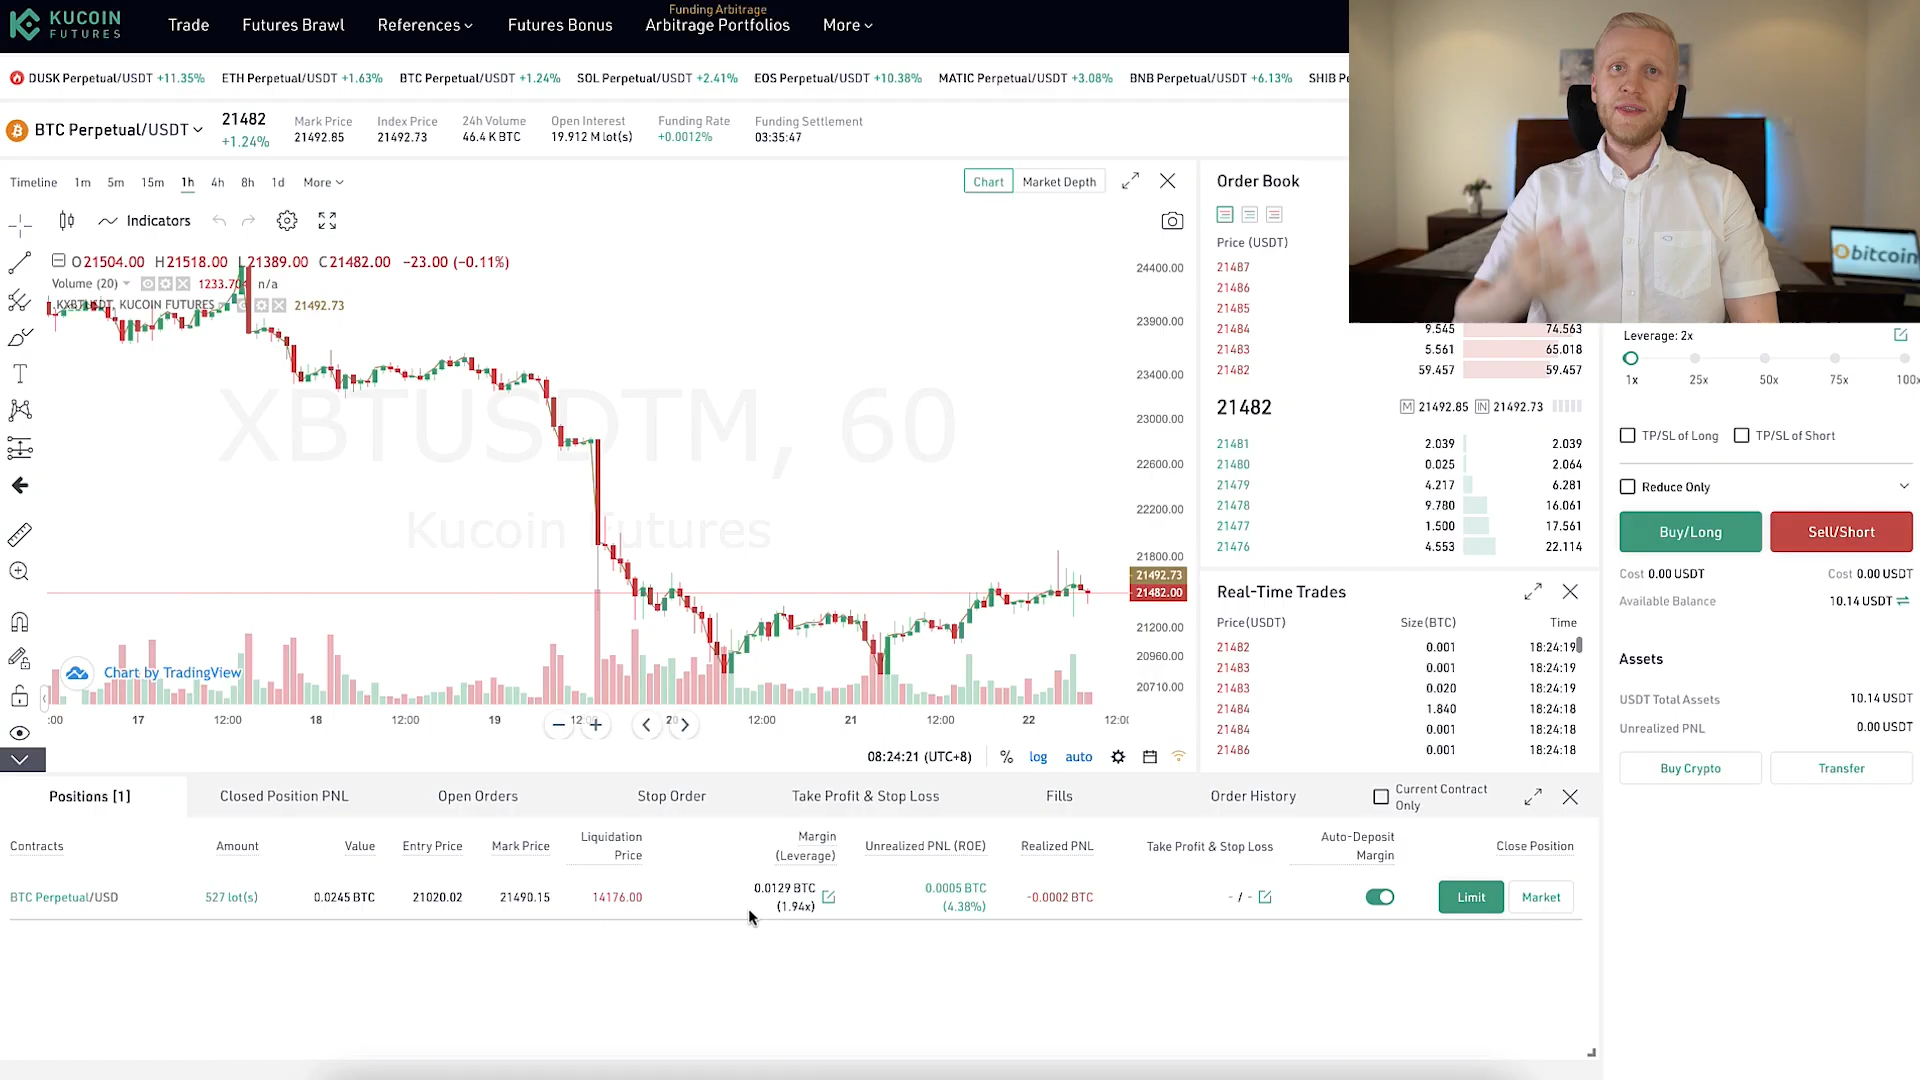 KUCOIN
FUTURES
Trade
Futures Brawl
References
Futures Bonus
Funding Arbitrage
Arbitrage Portfolios
More
DUSK Perpetual/USDT +11.35%
ETH Perpetual/USDT +1.63%
BTC Perpetual/USDT +1.24%
SOL Perpetual/USDT +2.41%
EOS Perpetual/USDT +10.38%
MATIC Perpetual/USDT +3.08%
BNB Perpetual/USDT +6.13%
SHIB Pe
BTC Perpetual/USDT
21482
+1.24%
Mark Price
21492.85
Index Price
21492.73
24h Volume
46.4 K BTC
Open Interest
19.912 M lot(s)
Funding Rate
+0.0012%
Funding Settlement
03:35:47
bitcoin
Timeline 1m 5m 15m 1h 4h 8h 1d More
Chart Market Depth
Indicators
O21504.00 H21518.00 L21389.00 C21482.00 −23.00 (−0.11%)
Volume (20) 1233.704 n/a
.KXBTUSDT, KUCOIN FUTURES 21492.73
XBTUSDTM, 60
Kucoin Futures
24400.00
23900.00
23400.00
23000.00
22600.00
22200.00
21800.00
21492.73
21482.00
21200.00
20960.00
20710.00
Chart by TradingView
:00 17 12:00 18 12:00 19 12:00 20 12:00 21 12:00 22 12:00
08:24:21 (UTC+8) % log auto
Order Book
Price (USDT)
21487
21486
21485
21484 9.545 74.563
21483 5.561 65.018
21482 59.457 59.457
21482 M 21492.85 IN 21492.73
21481 2.039 2.039
21480 0.025 2.064
21479 4.217 6.281
21478 9.780 16.061
21477 1.500 17.561
21476 4.553 22.114
Real-Time Trades
Price(USDT) Size(BTC) Time
21482 0.001 18:24:19
21483 0.001 18:24:19
21483 0.020 18:24:19
21484 1.840 18:24:18
21484 0.001 18:24:18
21486 0.001 18:24:18
Leverage: 2x
1x 25x 50x 75x 100x
TP/SL of Long TP/SL of Short
Reduce Only
Buy/Long Sell/Short
Cost 0.00 USDT Cost 0.00 USDT
Available Balance 10.14 USDT
Assets
USDT Total Assets 10.14 USDT
Unrealized PNL 0.00 USDT
Buy Crypto Transfer
Positions [1]
Closed Position PNL
Open Orders
Stop Order
Take Profit & Stop Loss
Fills
Order History
Current Contract
Only
Contracts
Amount
Value
Entry Price
Mark Price
Liquidation
Price
Margin
(Leverage)
Unrealized PNL (ROE)
Realized PNL
Take Profit & Stop Loss
Auto-Deposit
Margin
Close Position
BTC Perpetual/USD
527 lot(s)
0.0245 BTC
21020.02
21490.15
14176.00
0.0129 BTC
(1.94x)
0.0005 BTC
(4.38%)
-0.0002 BTC
- / -
Limit
Market